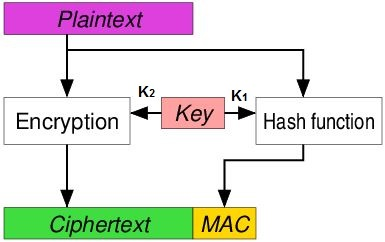 Plaintext
K2
K1
Encryption
Key
Hash function
Ciphertext
MAC